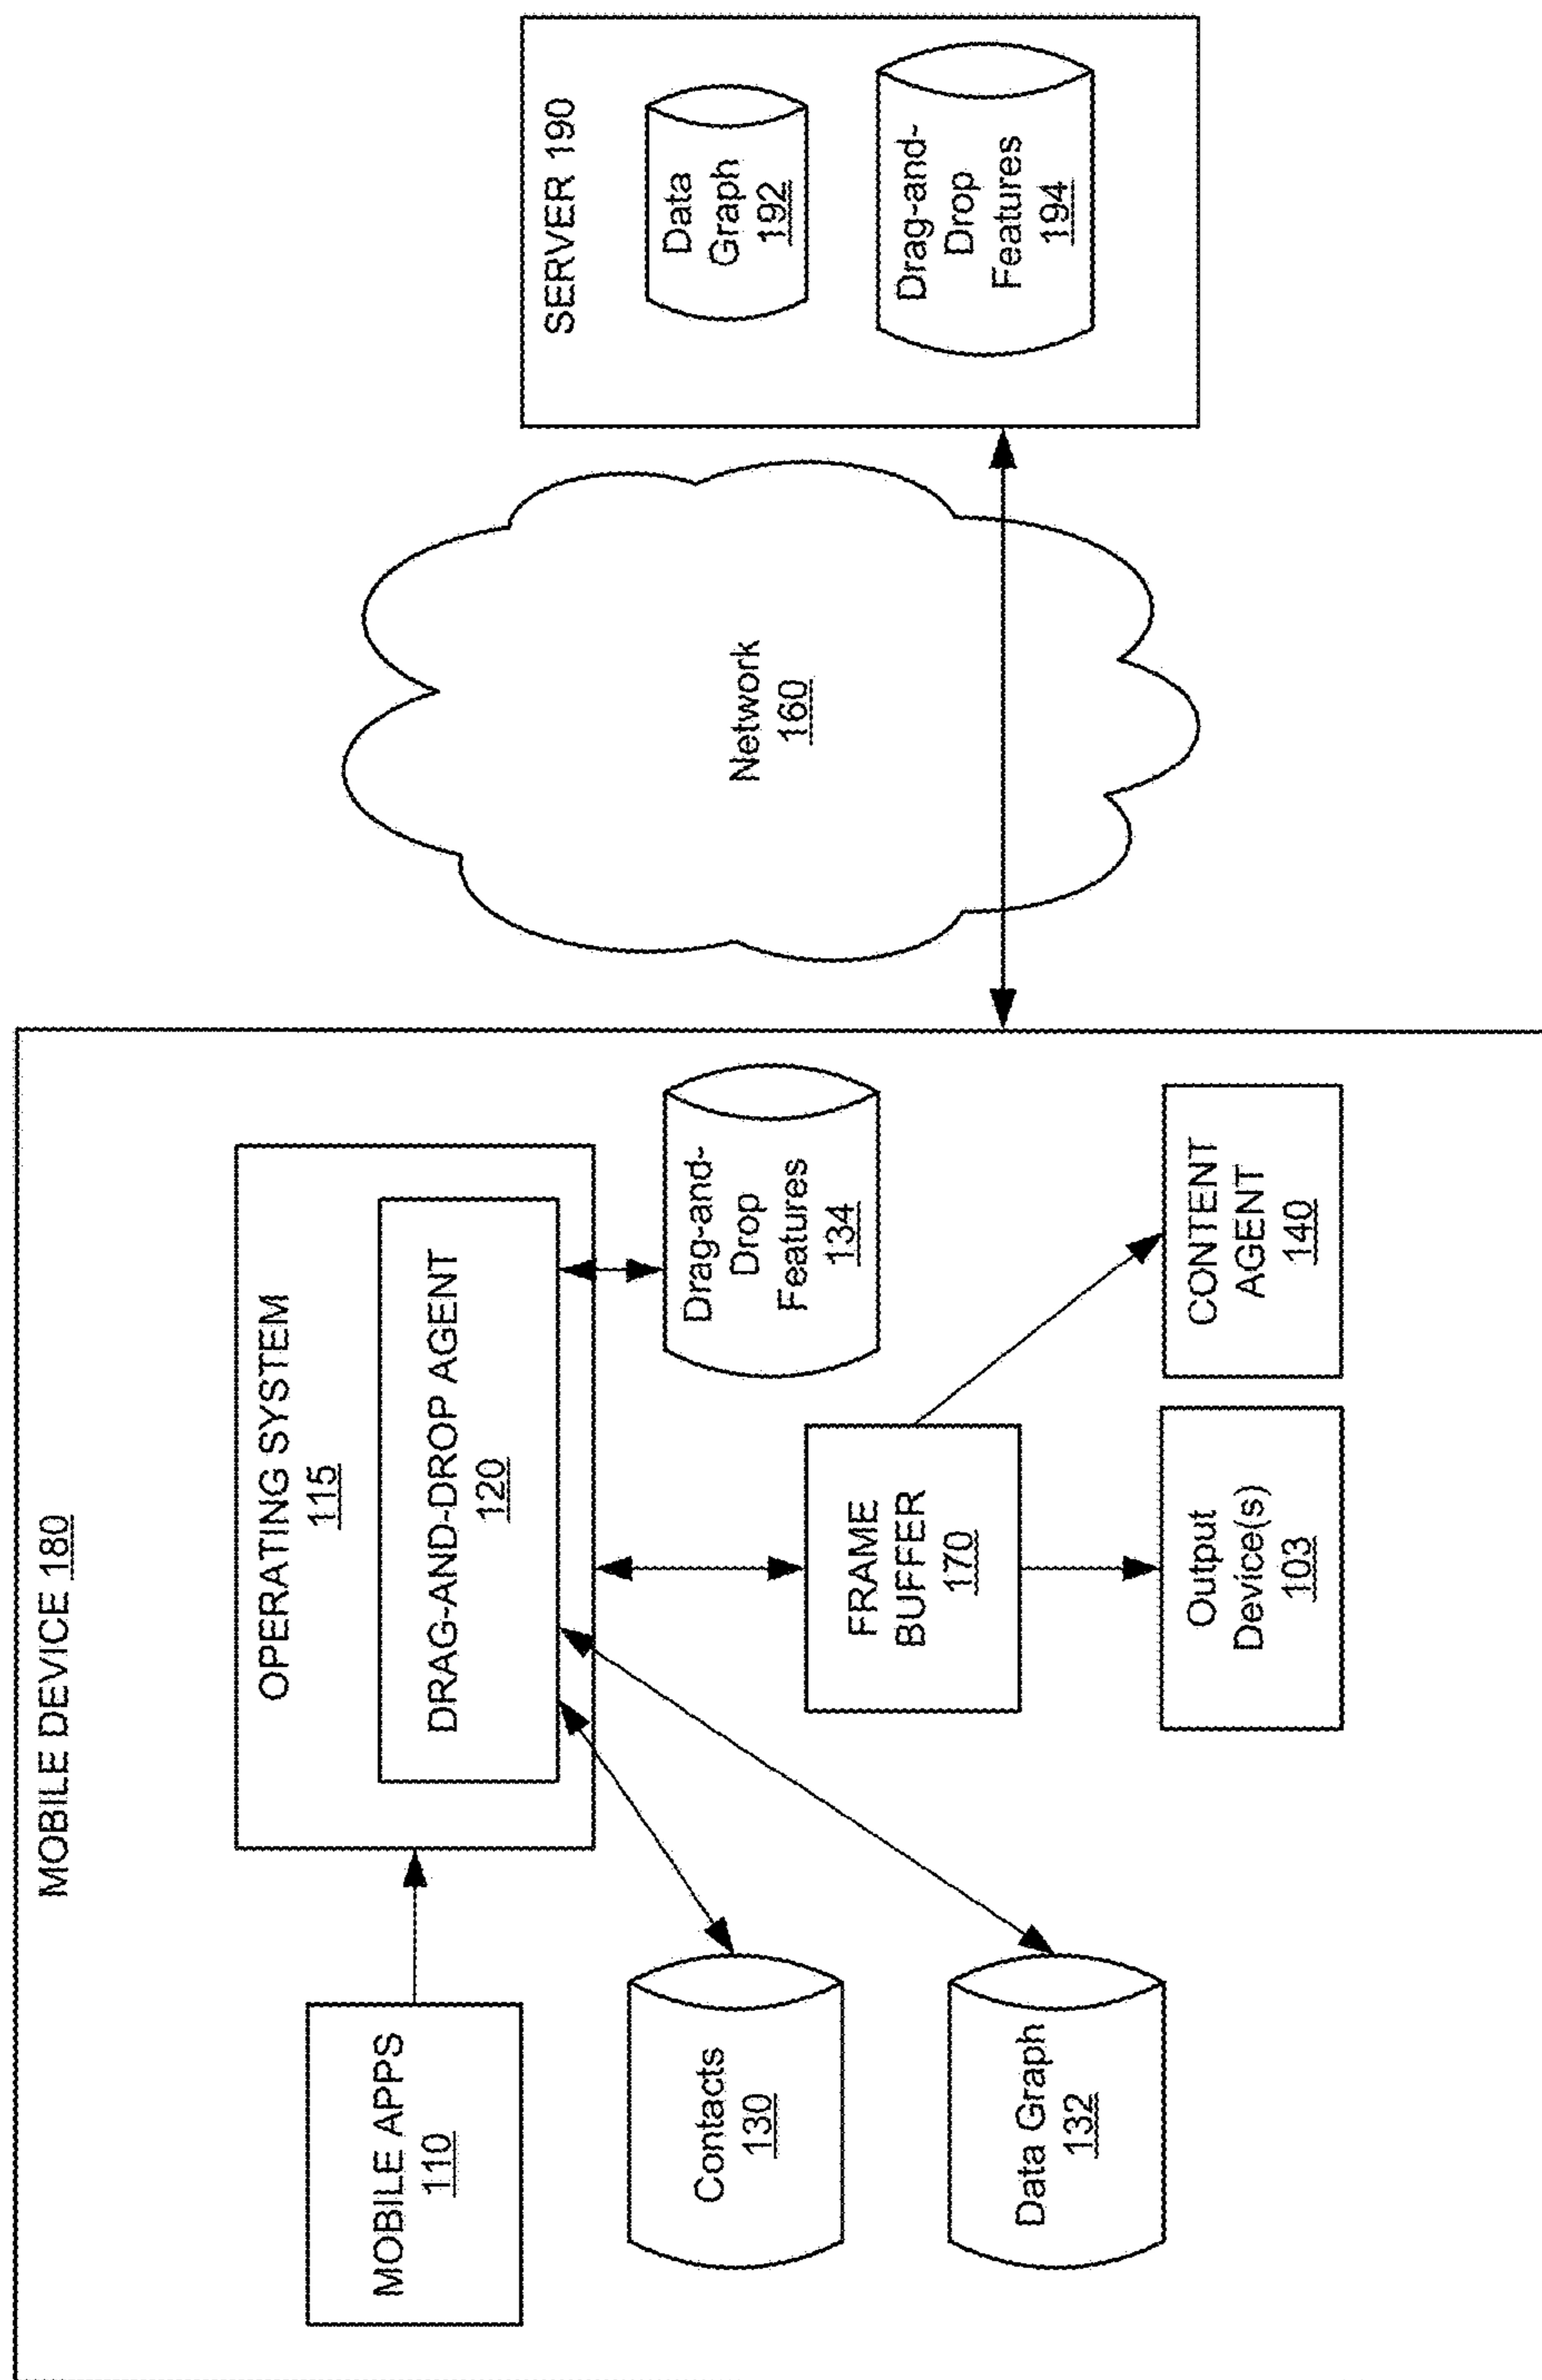 MOBILE DEVICE 180
MOBILE APPS
110
OPERATING SYSTEM
115
DRAG-AND-DROP AGENT
120
Contacts
130
Data Graph
132
Drag-and-
Drop
Features
134
FRAME
BUFFER
170
Output
Device(s)
103
CONTENT
AGENT
140
Network
160
SERVER 190
Data
Graph
192
Drag-and-
Drop
Features
194